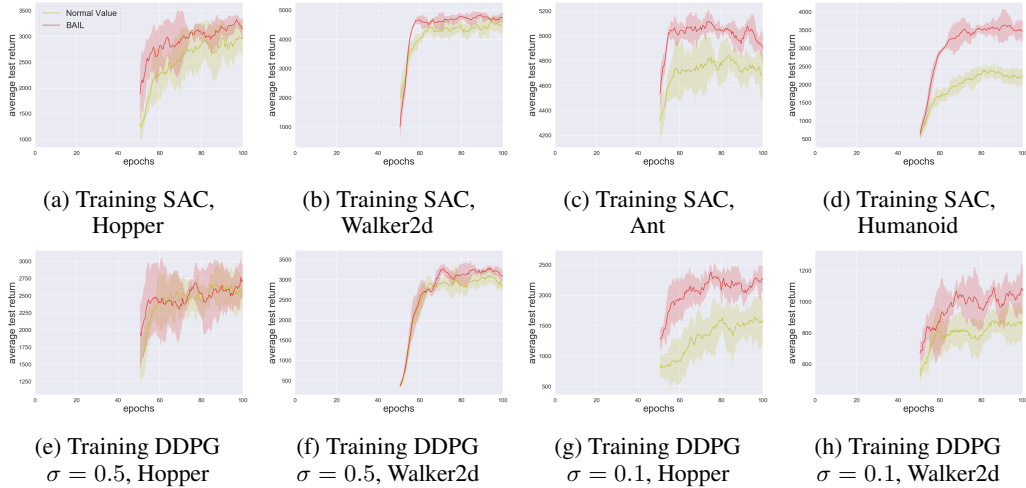 Normal Value
BAIL
average test return
3500
3000
2500
2000
1500
1000
0 20 40 60 80 100
epochs
(a) Training SAC,
Hopper
average test return
5000
4000
3000
2000
1000
0 20 40 60 80 100
epochs
(b) Training SAC,
Walker2d
average test return
5200
5000
4800
4600
4400
4200
0 20 40 60 80 100
epochs
(c) Training SAC,
Ant
average test return
4000
3500
3000
2500
2000
1500
1000
500
0 20 40 60 80 100
epochs
(d) Training SAC,
Humanoid
average test return
3000
2750
2500
2250
2000
1750
1500
1250
0 20 40 60 80 100
epochs
(e) Training DDPG
σ = 0.5, Hopper
average test return
3500
3000
2500
2000
1500
1000
500
0 20 40 60 80 100
epochs
(f) Training DDPG
σ = 0.5, Walker2d
average test return
2500
2000
1500
1000
500
0 20 40 60 80 100
epochs
(g) Training DDPG
σ = 0.1, Hopper
average test return
1200
1000
800
600
0 20 40 60 80 100
epochs
(h) Training DDPG
σ = 0.1, Walker2d